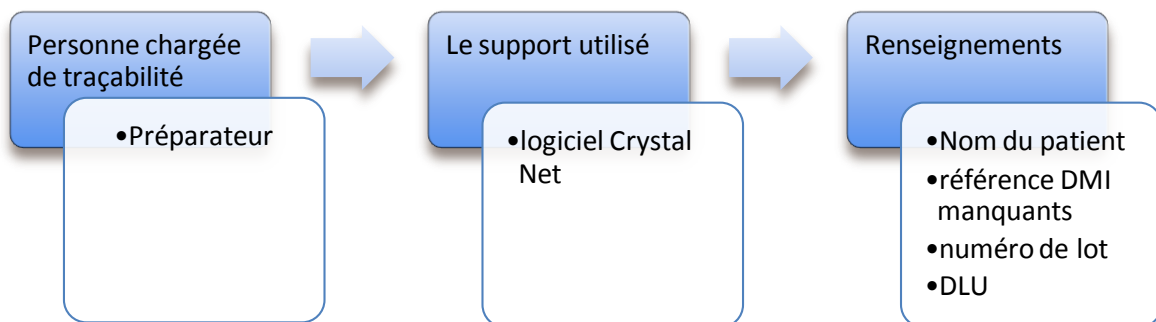 Personne chargée
de traçabilité
•Préparateur
Le support utilisé
•logiciel Crystal
Net
Renseignements
•Nom du patient
•référence DMI
manquants
•numéro de lot
•DLU